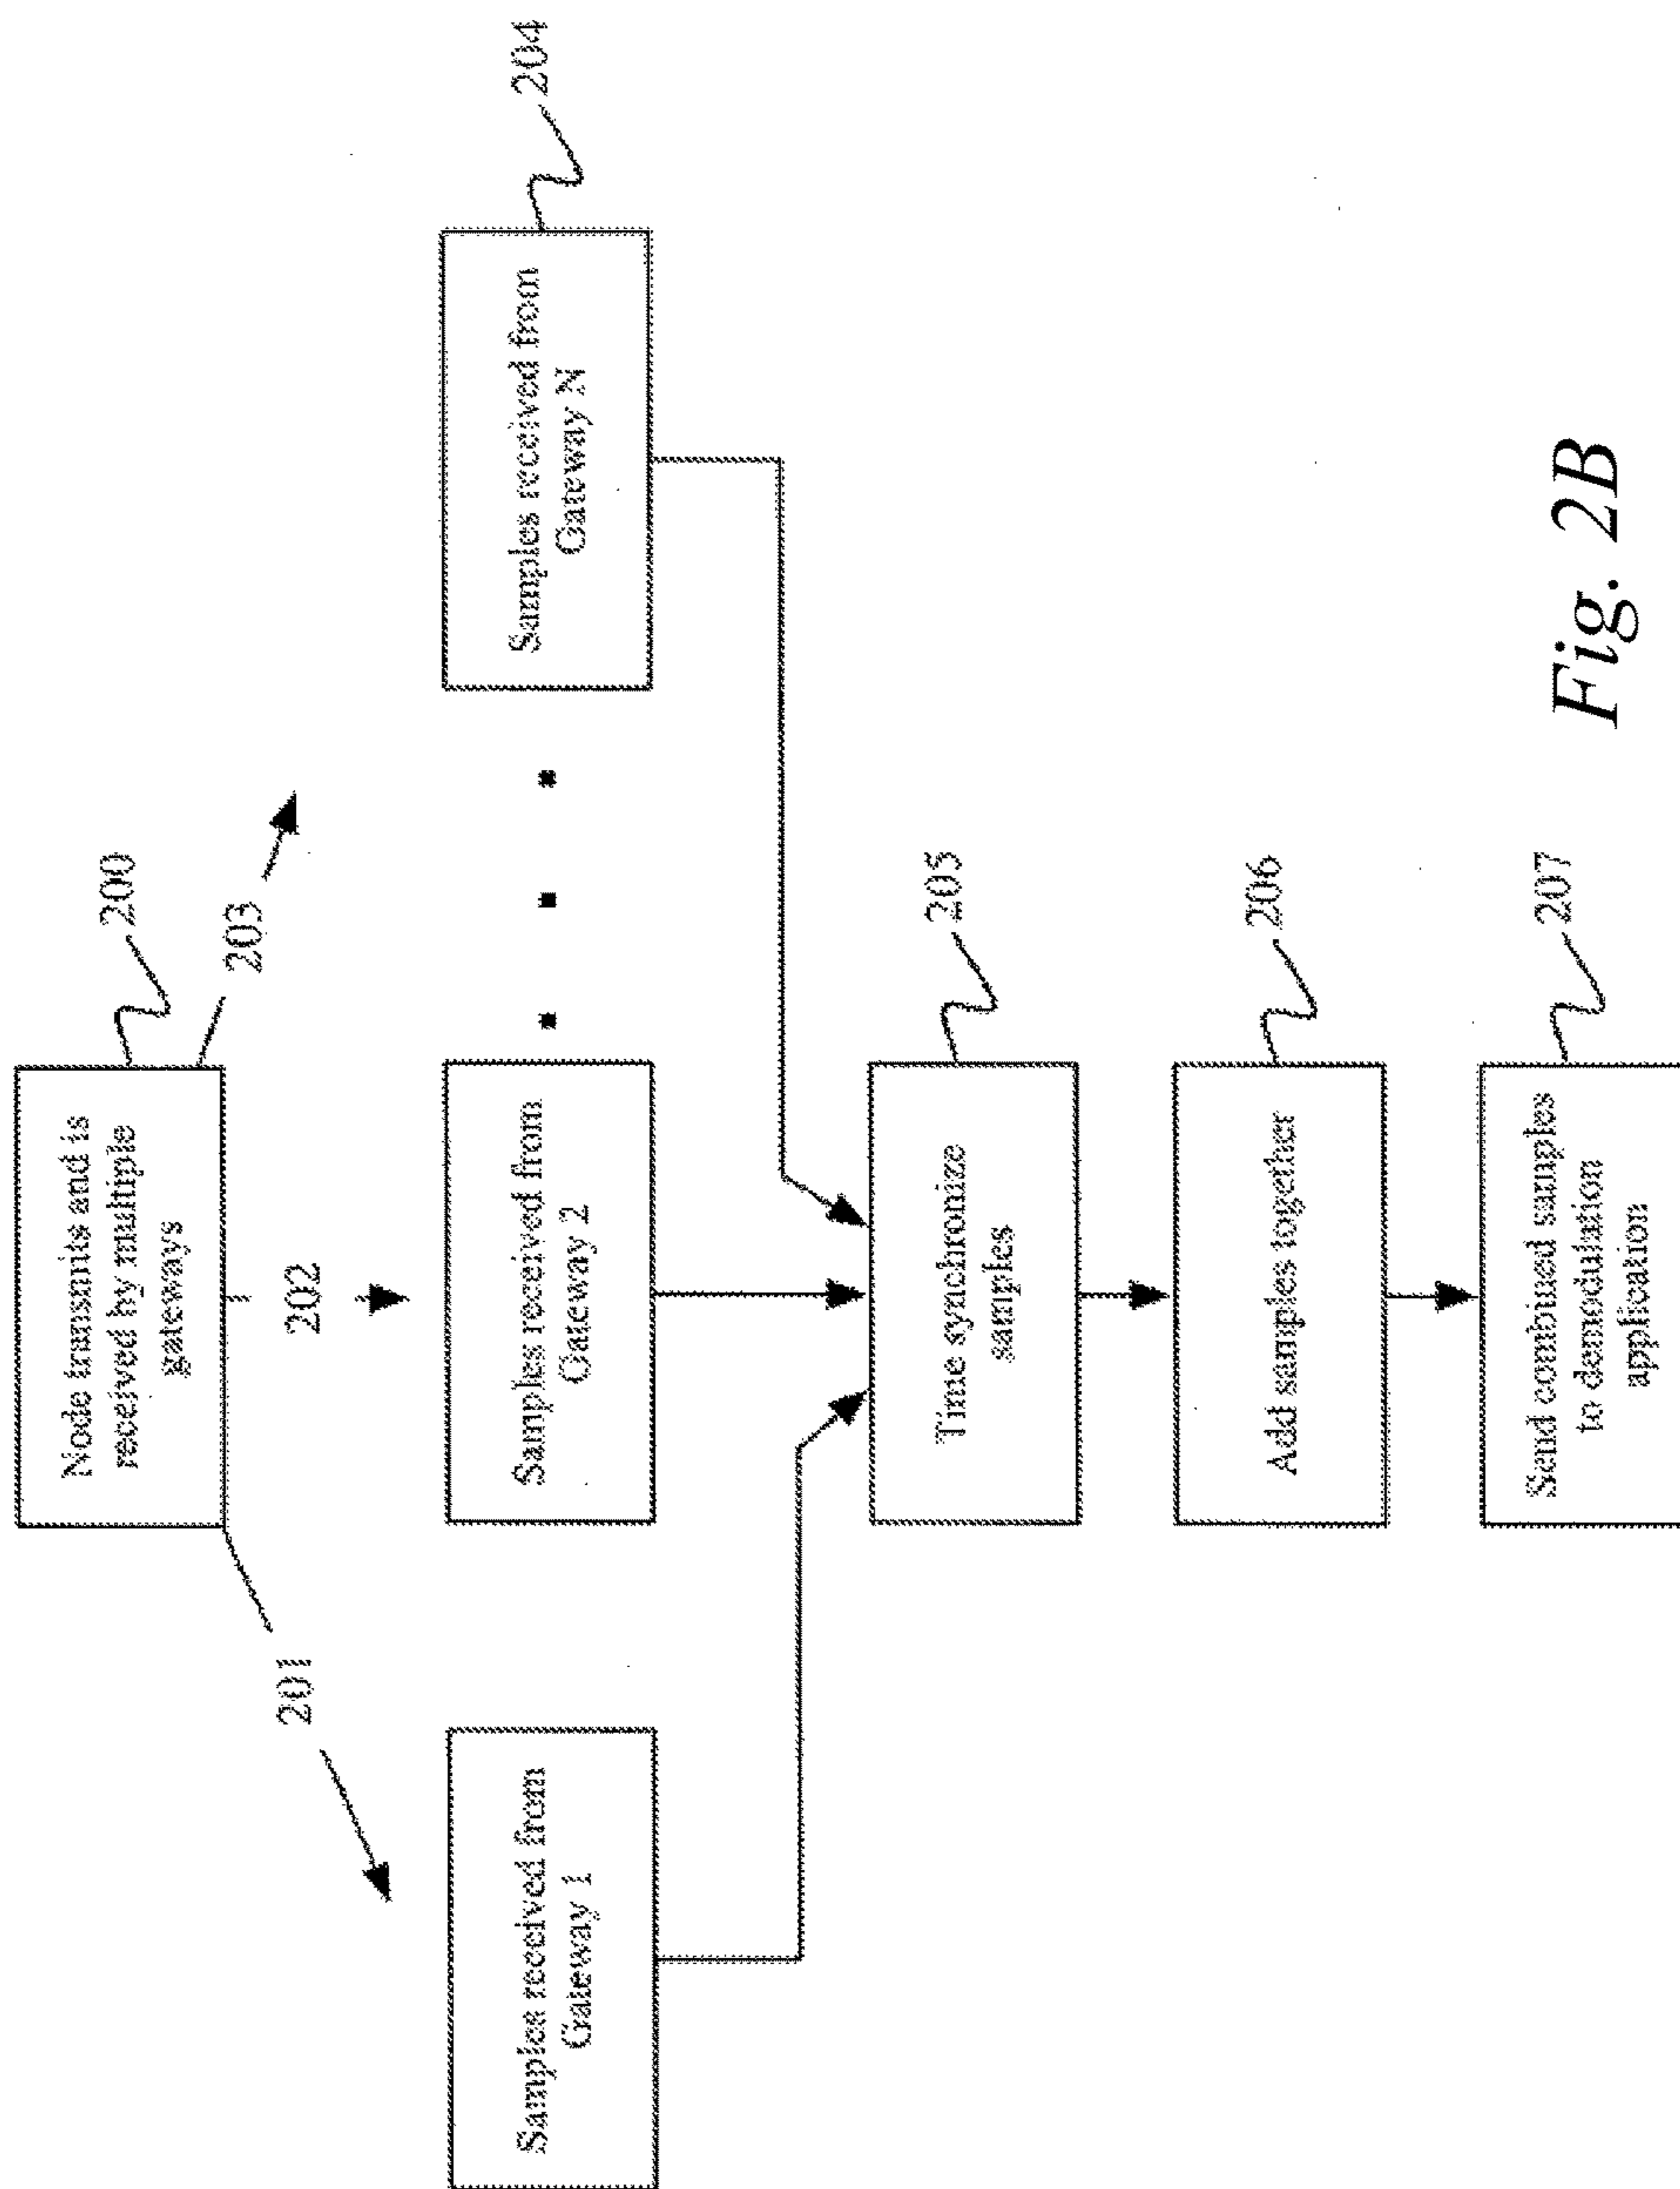 Node transmits and is
received by multiple
gateways
200
201
202
203
Samples received from
Gateway 1
Samples received from
Gateway 2
Samples received from
Gateway N
204
Time synchronize
samples
205
Add samples together
206
Send combined samples
to demodulation
application
207
Fig. 2B